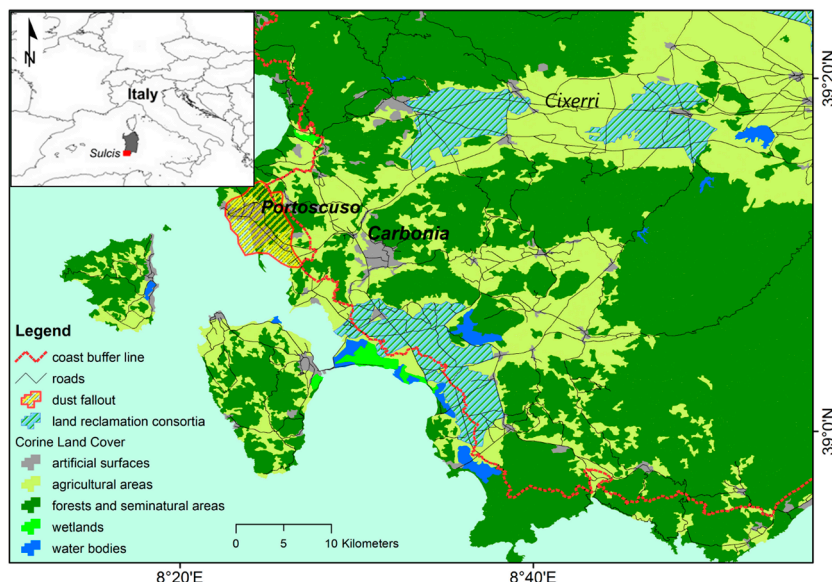 N
Italy
Sulcis
Cixerri
Portoscuso
Carbonia
39°20'N
39°0'N
Legend
coast buffer line
roads
dust fallout
land reclamation consortia
Corine Land Cover
artificial surfaces
agricultural areas
forests and seminatural areas
wetlands
water bodies
0 5 10 Kilometers
8°20'E 8°40'E